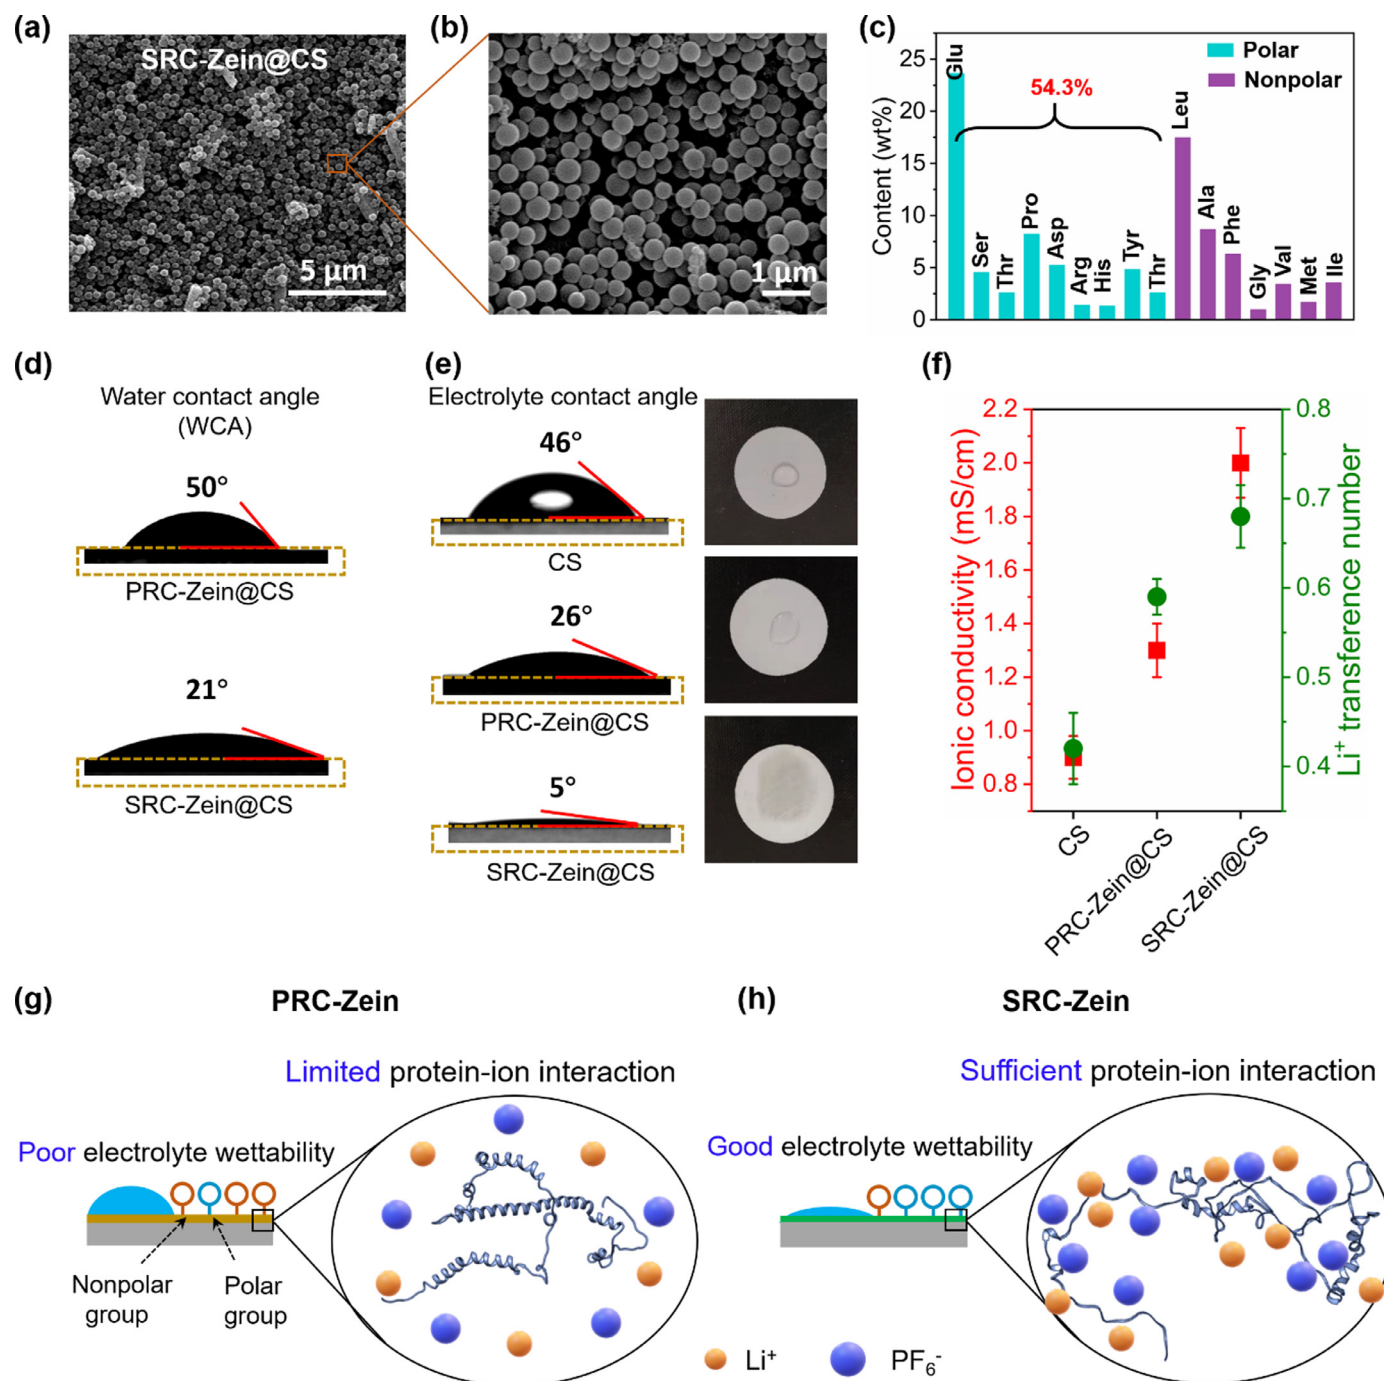 (a)
SRC-Zein@CS
5 μm
(b)
1 μm
(c)
Content (wt%)
25
20
15
10
5
0
Polar
Nonpolar
54.3%
Glu
Ser
Thr
Pro
Asp
Arg
His
Tyr
Thr
Leu
Ala
Phe
Gly
Val
Met
Ile
(d)
Water contact angle
(WCA)
50°
PRC-Zein@CS
21°
SRC-Zein@CS
(e)
Electrolyte contact angle
46°
CS
26°
PRC-Zein@CS
5°
SRC-Zein@CS
(f)
Ionic conductivity (mS/cm)
2.2
2.0
1.8
1.6
1.4
1.2
1.0
0.8
0.8
0.7
0.6
0.5
0.4
Li⁺ transference number
CS
PRC-Zein@CS
SRC-Zein@CS
(g)
PRC-Zein
Limited protein-ion interaction
Poor electrolyte wettability
Nonpolar
group
Polar
group
(h)
SRC-Zein
Sufficient protein-ion interaction
Good electrolyte wettability
Li⁺
PF₆⁻